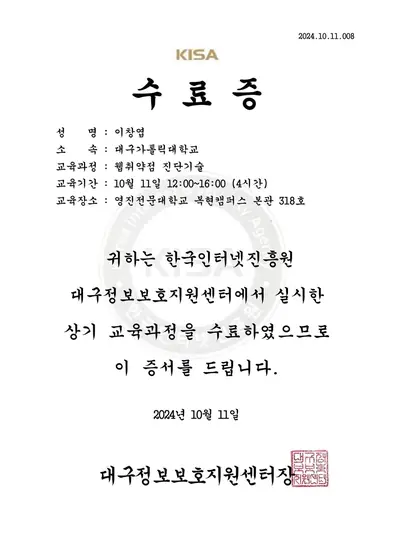 2024.10.11.008
KISA
수 료 증
성 명 : 이창엽
소 속 : 대구가톨릭대학교
교육과정 : 웹취약점 진단기술
교육기간 : 10월 11일 12:00~16:00 (4시간)
교육장소 : 영진전문대학교 복현캠퍼스 본관 318호
귀하는 한국인터넷진흥원
대구정보보호지원센터에서 실시한
상기 교육과정을 수료하였으므로
이 증서를 드립니다.
2024년 10월 11일
대구정보보호지원센터장